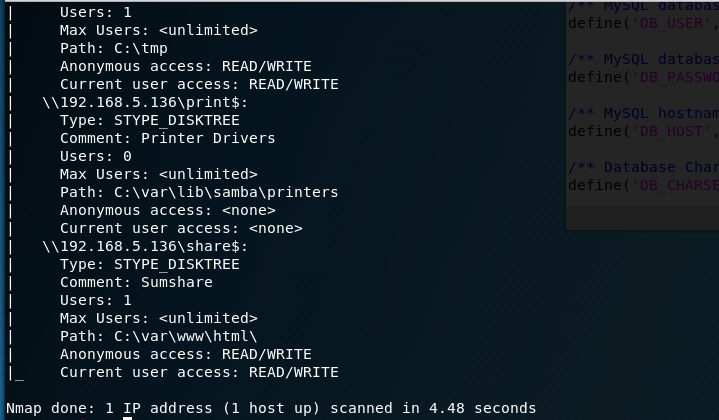 |     Users: 1
|     Max Users: <unlimited>
|     Path: C:\tmp
|     Anonymous access: READ/WRITE
|     Current user access: READ/WRITE
|   \\192.168.5.136\print$:
|     Type: STYPE_DISKTREE
|     Comment: Printer Drivers
|     Users: 0
|     Max Users: <unlimited>
|     Path: C:\var\lib\samba\printers
|     Anonymous access: <none>
|     Current user access: <none>
|   \\192.168.5.136\share$:
|     Type: STYPE_DISKTREE
|     Comment: Sumshare
|     Users: 1
|     Max Users: <unlimited>
|     Path: C:\var\www\html\
|     Anonymous access: READ/WRITE
|_    Current user access: READ/WRITE
Nmap done: 1 IP address (1 host up) scanned in 4.48 seconds
/** MySQL databas
define('DB_USER',
/** MySQL databas
define('DB_PASSWO
/** MySQL hostnam
define('DB_HOST',
/** Database Char
define('DB_CHARSE